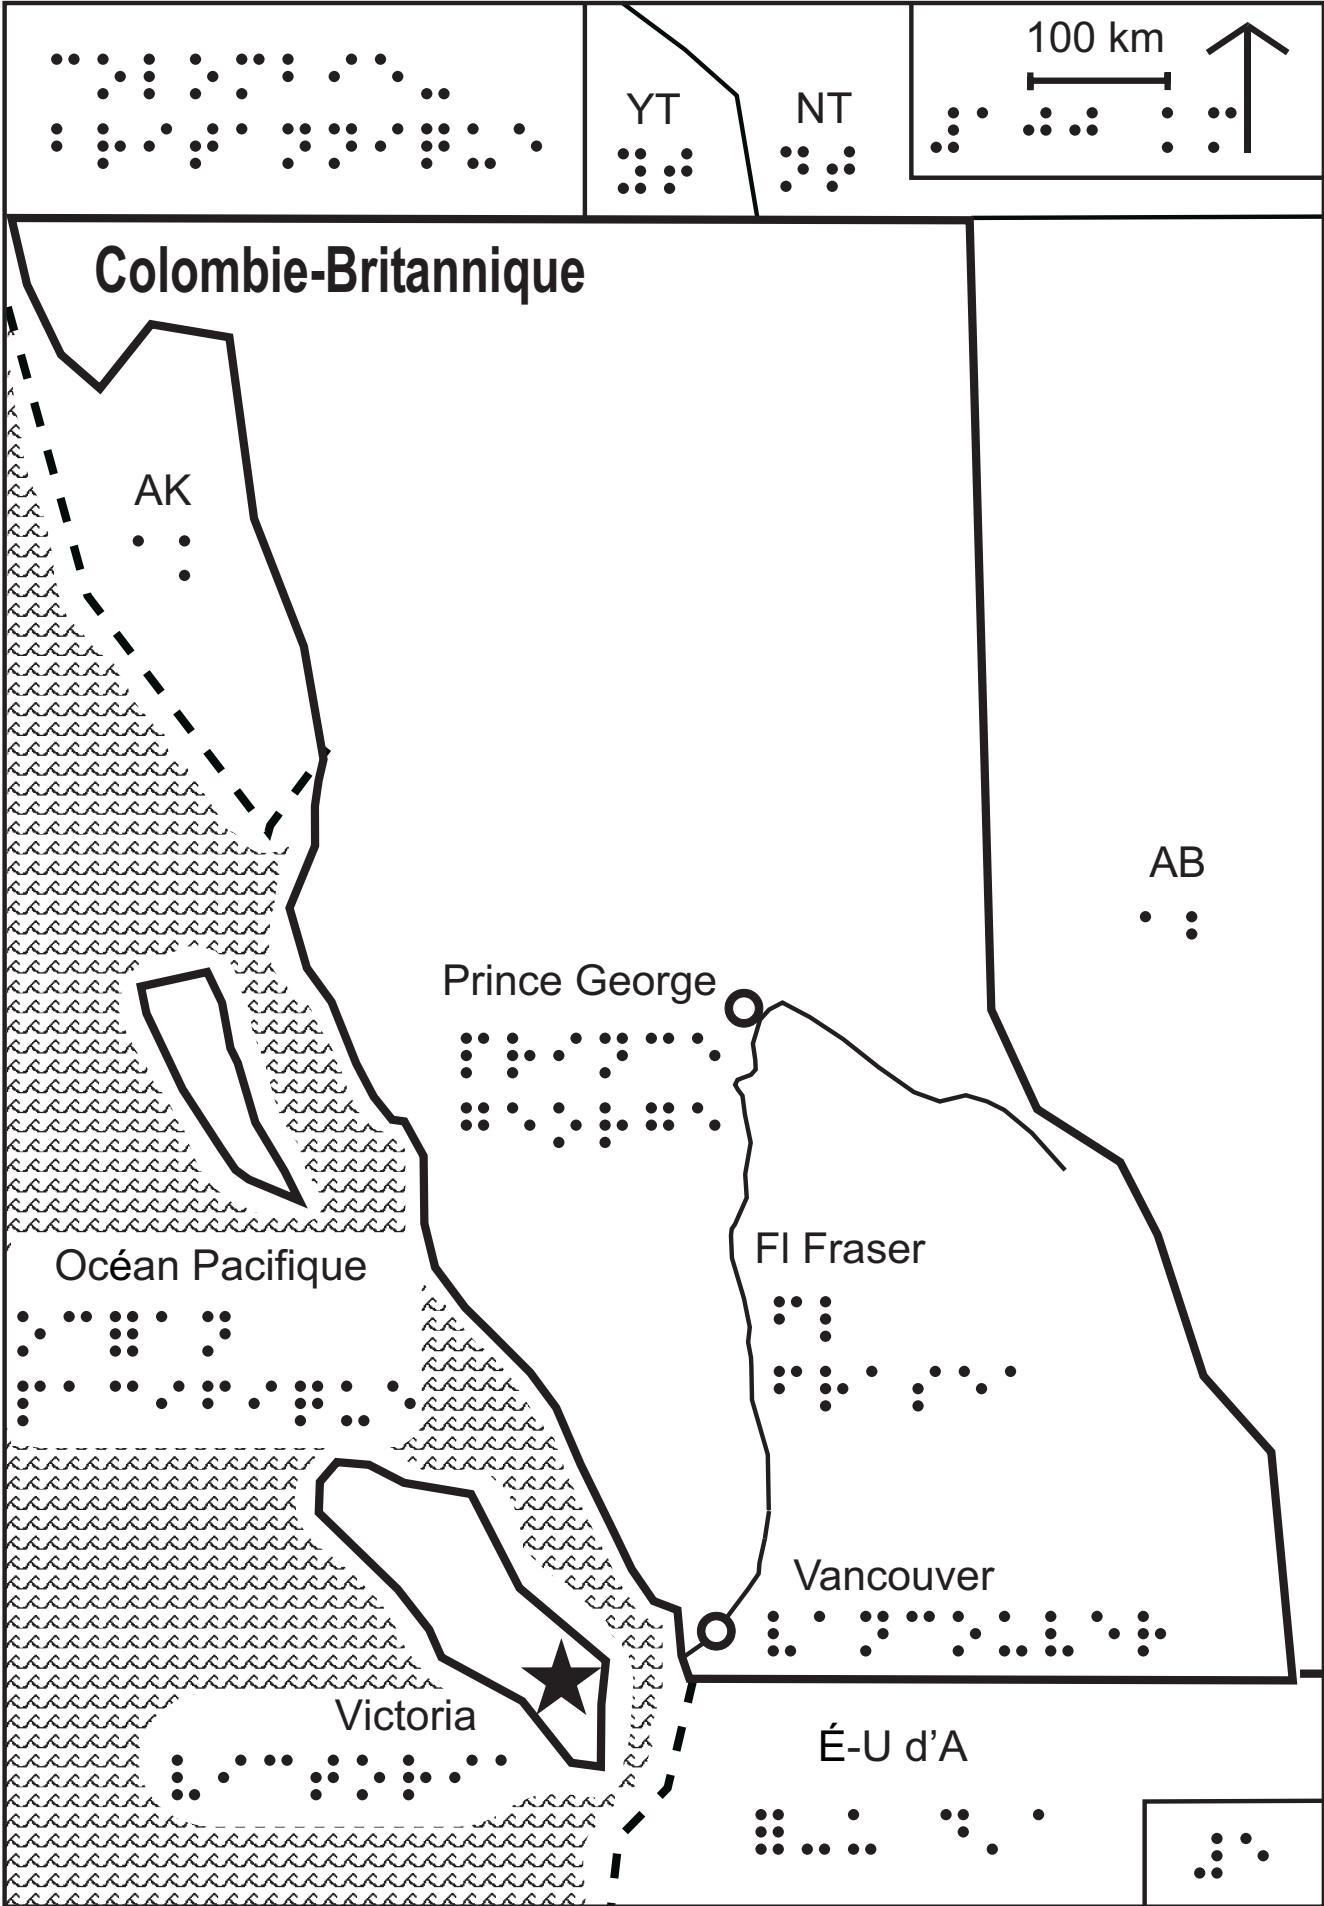 ⠉⠕⠇⠕⠍⠃⠊⠑⠤
⠃⠗⠊⠞⠁⠝⠝⠊⠟⠥⠑
YT
⠽⠞
NT
⠝⠞
100 km
⠼⠁⠚⠚ ⠅⠍
Colombie-Britannique
AK
⠁⠅
AB
⠁⠃
Prince George
⠏⠗⠊⠝⠉⠑
⠛⠑⠕⠗⠛⠑
Fl Fraser
⠋⠇
⠋⠗⠁⠎⠑⠁
Océan Pacifique
⠕⠉⠿⠁⠝
⠏⠁⠉⠊⠋⠊⠟⠥⠑
Vancouver
⠧⠁⠝⠉⠕⠥⠧⠑⠗
Victoria
⠧⠊⠉⠞⠕⠗⠊⠁
É-U d’A
⠿⠤⠥ ⠙⠄⠁
⠼⠑